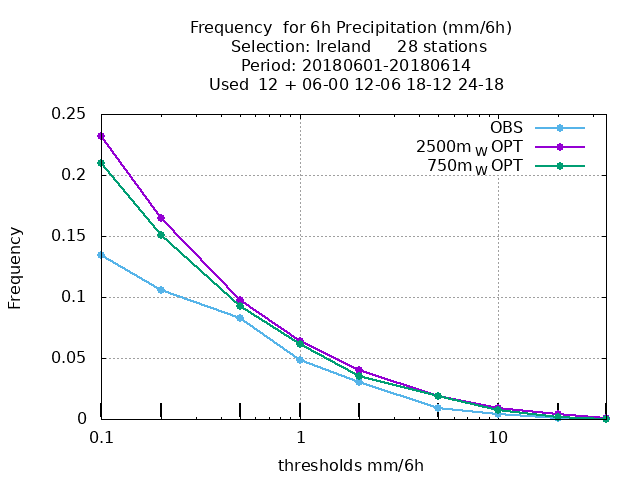 Frequency  for 6h Precipitation (mm/6h)
Selection: Ireland     28 stations
Period: 20180601-20180614
Used  12 + 06-00 12-06 18-12 24-18
OBS
2500m W OPT
750m W OPT
0.25
0.2
0.15
0.1
0.05
0
Frequency
0.1 1 10
thresholds mm/6h